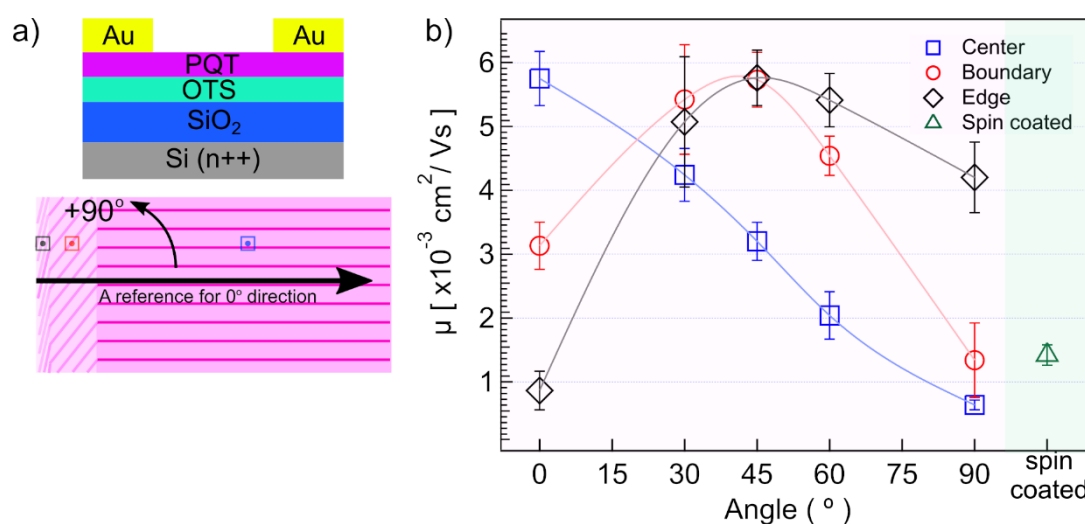 a)
Au Au
PQT
OTS
SiO₂
Si (n++)
+90°
A reference for 0° direction
b)
μ [ x10⁻³ cm²/ Vs]
6
5
4
3
2
1
Center
Boundary
Edge
Spin coated
0 15 30 45 60 75 90 spin
coated
Angle ( º )